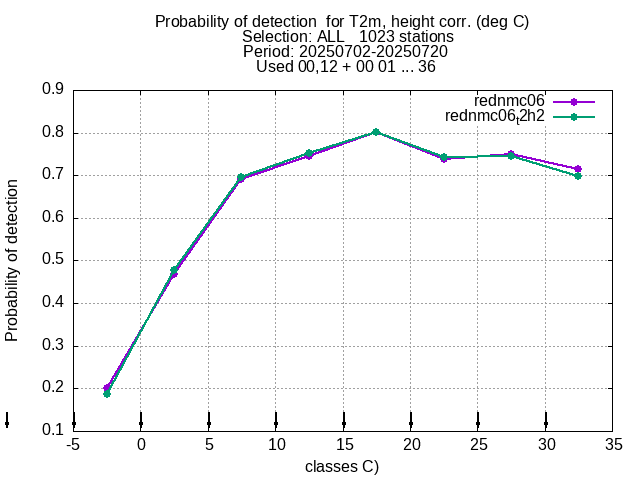 Probability of detection  for T2m, height corr. (deg C)
Selection: ALL   1023 stations
Period: 20250702-20250720
Used 00,12 + 00 01 ... 36
rednmc06
rednmc06_t2h2
0.9
0.8
0.7
0.6
0.5
0.4
0.3
0.2
0.1
Probability of detection
-5 0 5 10 15 20 25 30 35
classes C)